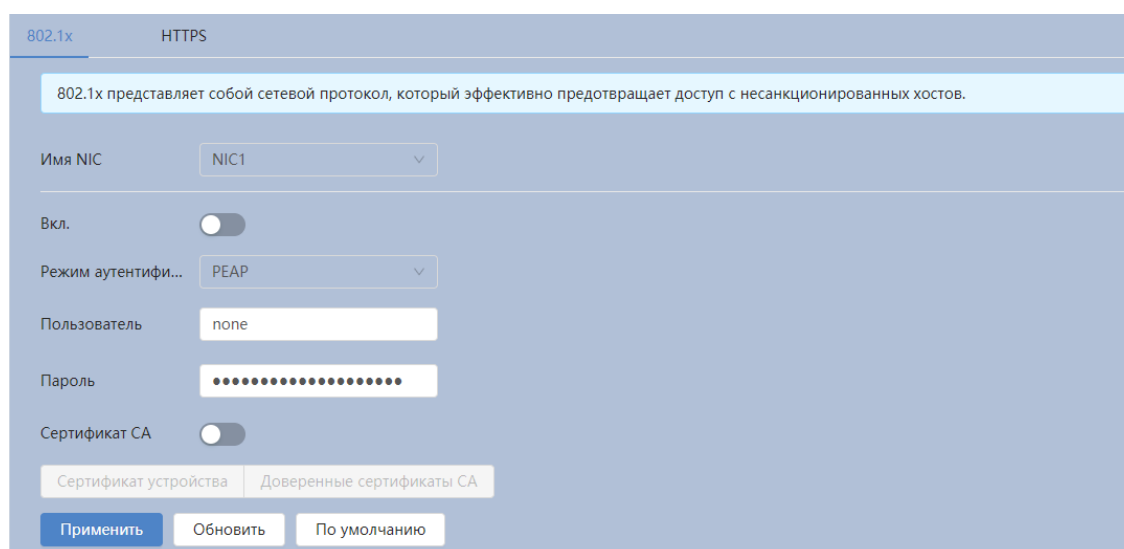 802.1x HTTPS
802.1x представляет собой сетевой протокол, который эффективно предотвращает доступ с несанкционированных хостов.
Имя NIC NIC1
Вкл.
Режим аутентифи... PEAP
Пользователь none
Пароль ••••••••••••••••••••
Сертификат CA
Сертификат устройства Доверенные сертификаты CA
Применить Обновить По умолчанию